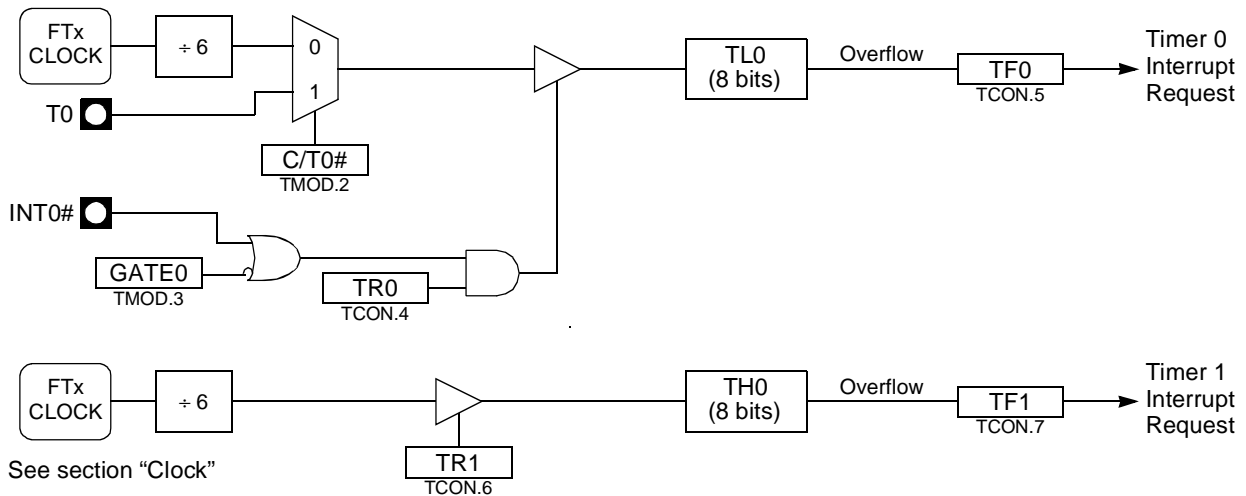 FTx
CLOCK
÷ 6
0
1
T0
C/T0#
TMOD.2
TL0
(8 bits)
Overflow
TF0
TCON.5
Timer 0
Interrupt
Request
INT0#
GATE0
TMOD.3
TR0
TCON.4
FTx
CLOCK
÷ 6
TR1
TCON.6
TH0
(8 bits)
Overflow
TF1
TCON.7
Timer 1
Interrupt
Request
See section “Clock”